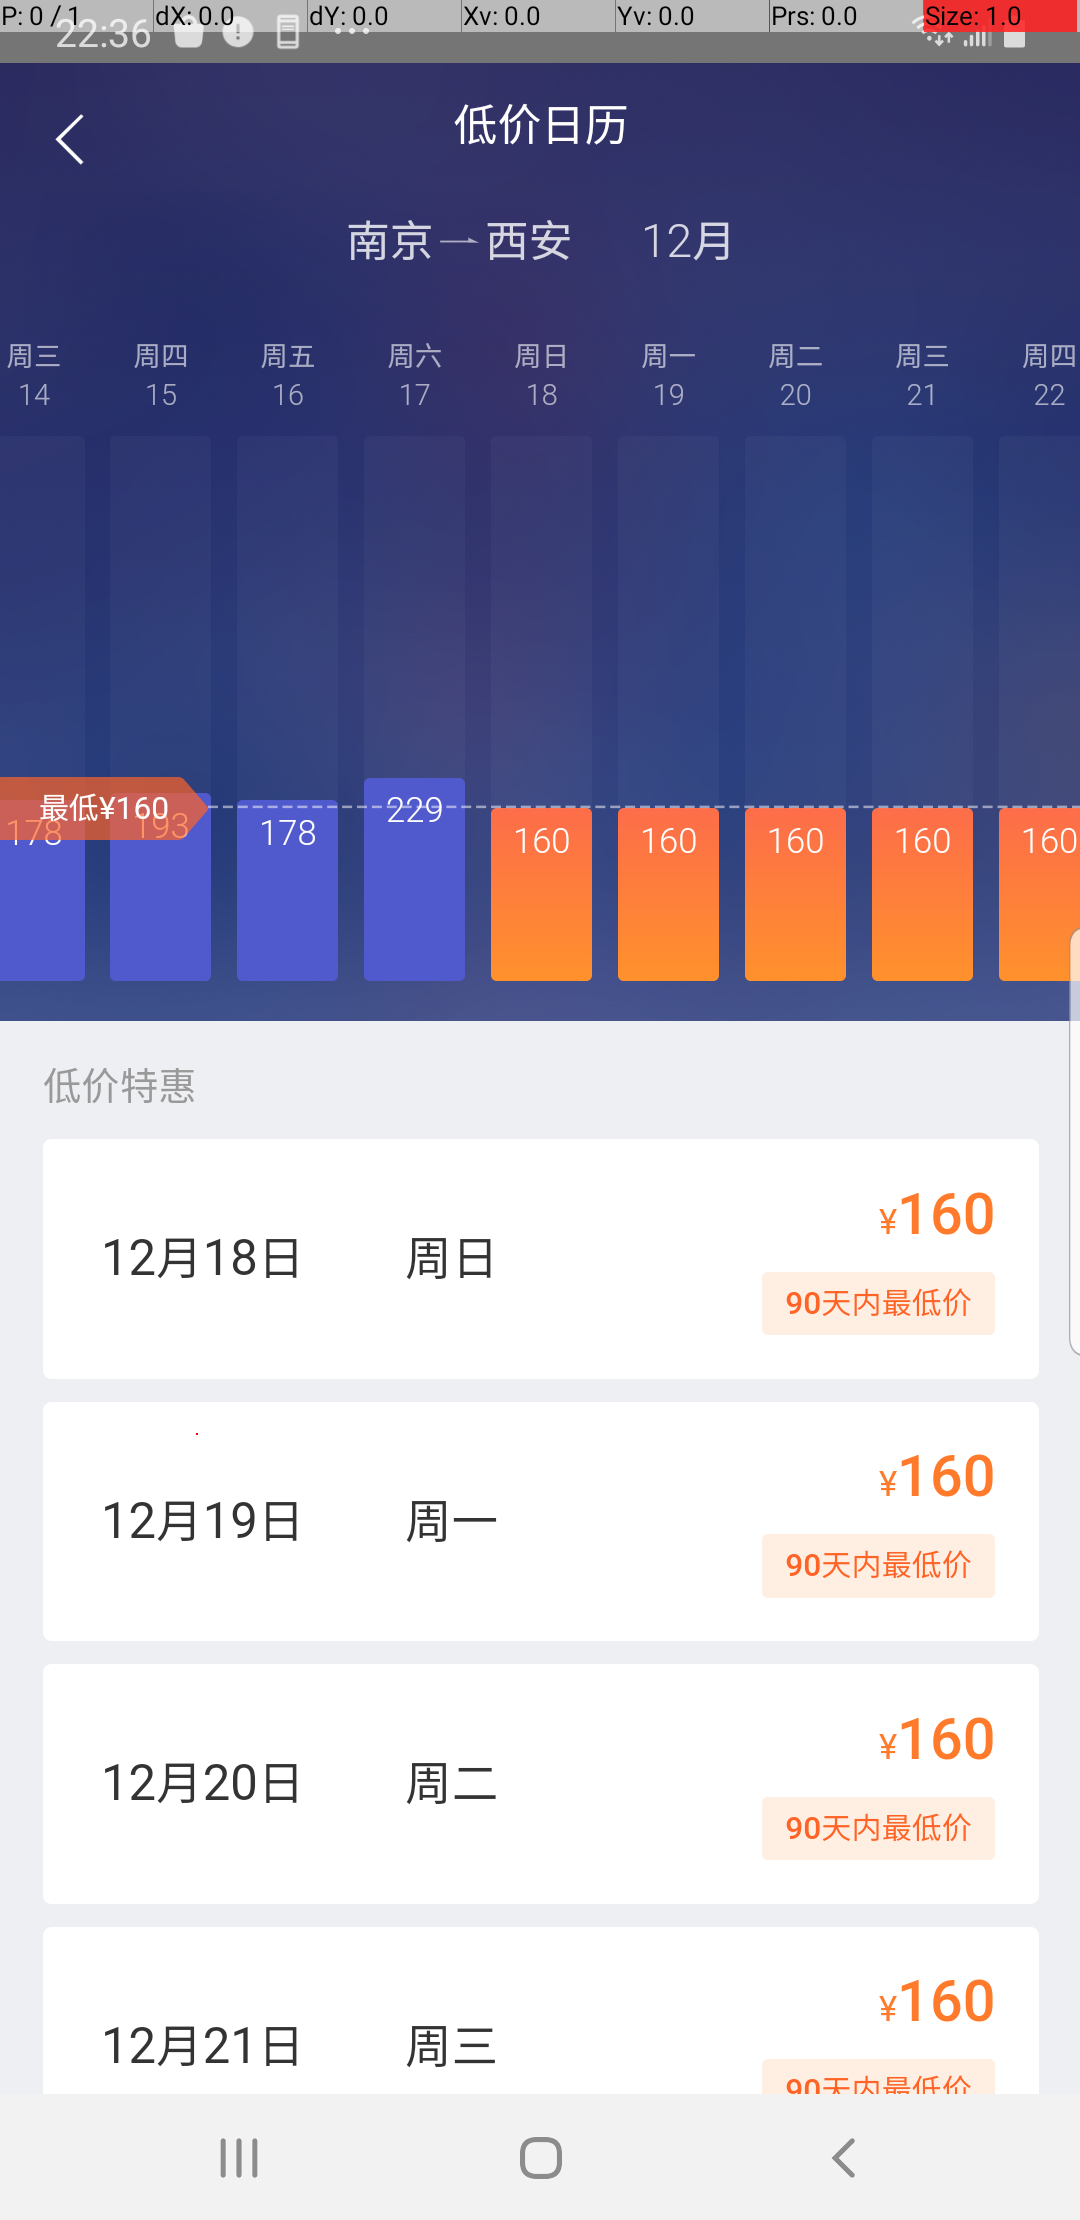 P: 0 / 1 dX: 0.0 dY: 0.0 Xv: 0.0 Yv: 0.0 Prs: 0.0 Size: 1.0
22:36
低价日历
南京 西安 12月
周三 周四 周五 周六 周日 周一 周二 周三 周四
14 15 16 17 18 19 20 21 22
最低¥160
178 193 178 229 160 160 160 160 160
低价特惠
¥160
12月18日 周日
90天内最低价
¥160
12月19日 周一
90天内最低价
¥160
12月20日 周二
90天内最低价
¥160
12月21日 周三
90天内最低价